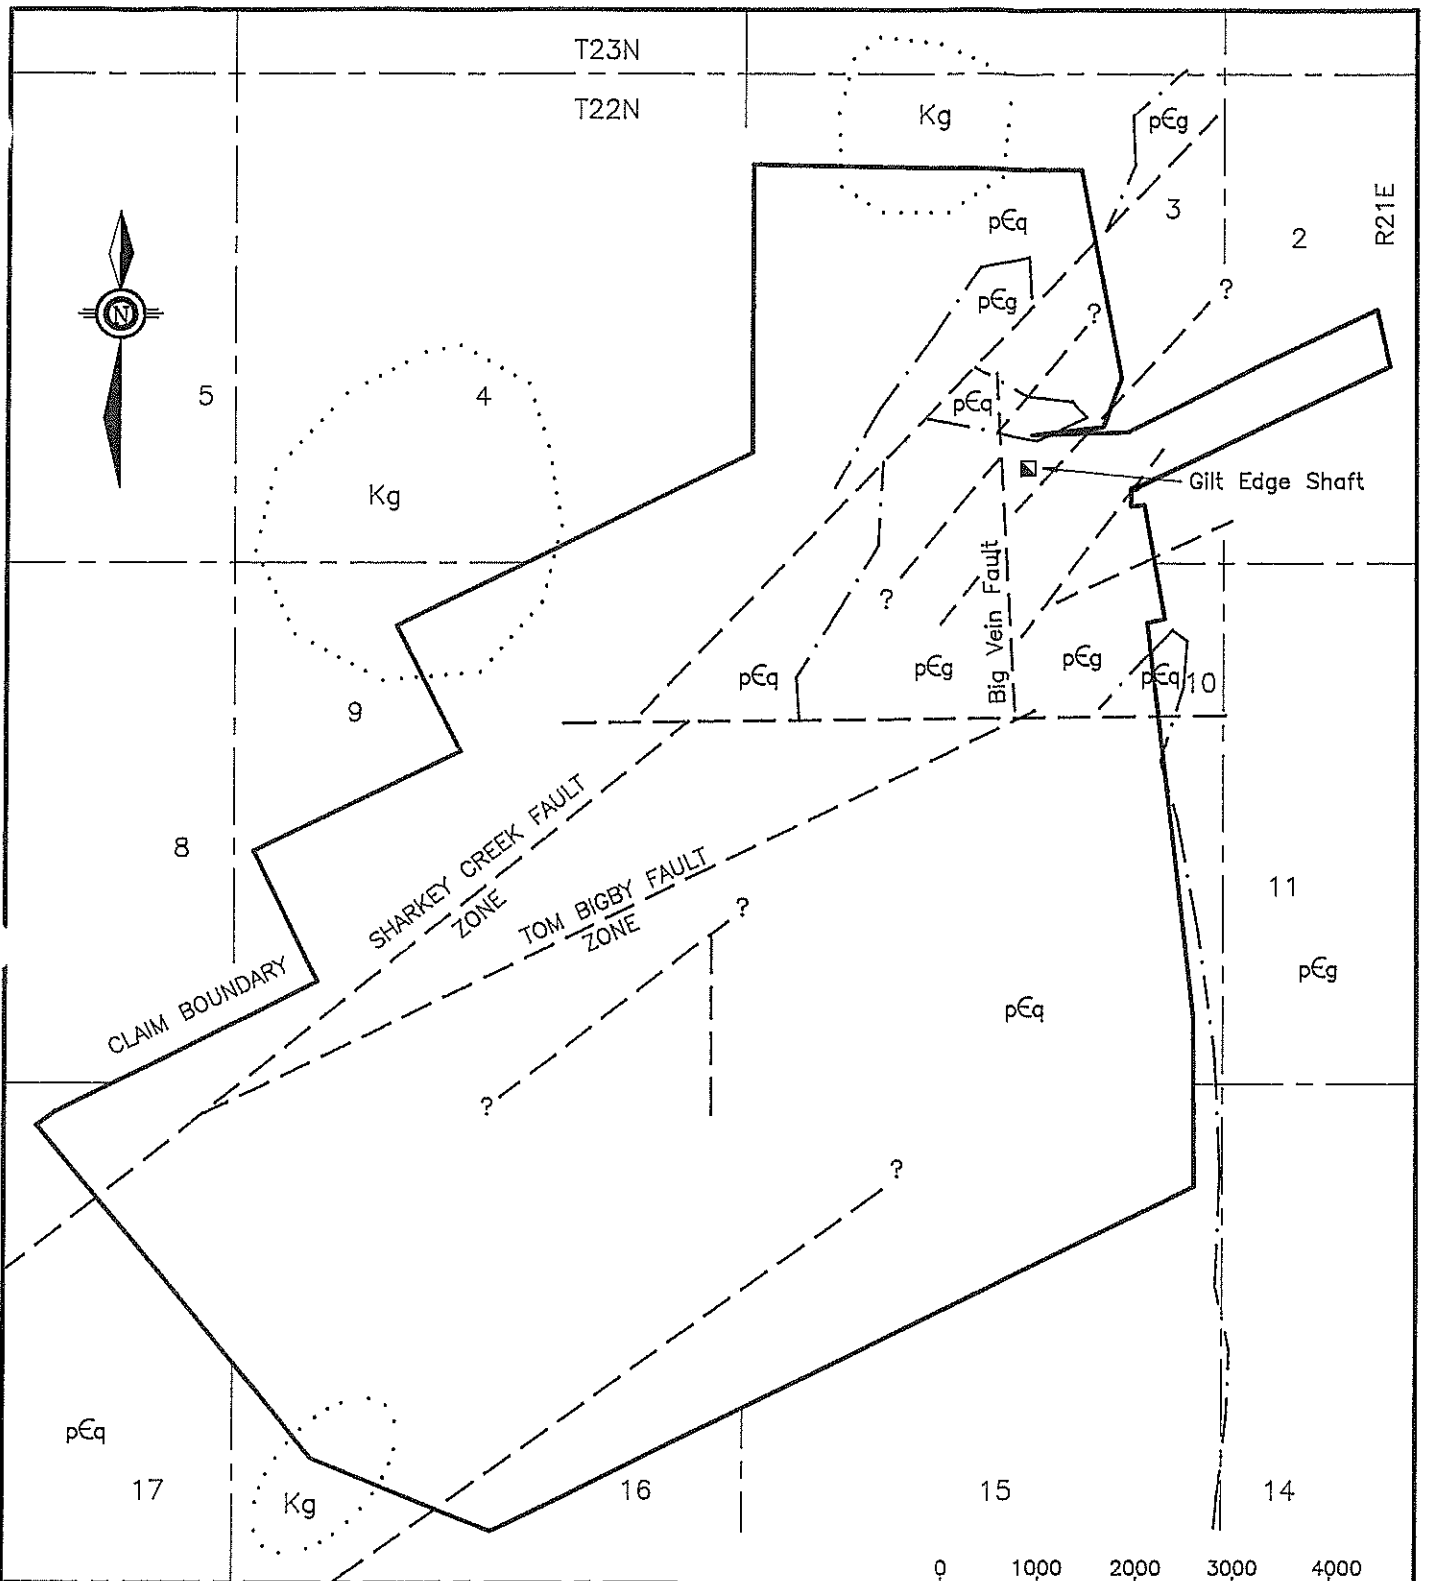 T23N
T22N
Kg
pЄg
3
2
R21E
pЄq
N
pЄg
?
?
5
4
pЄq
Kg
Gilt Edge Shaft
Big Vein Fault
?
pЄq
pЄg
pЄg
pЄq
10
9
SHARKEY CREEK FAULT
ZONE
8
TOM BIGBY FAULT
ZONE
?
11
pЄg
CLAIM BOUNDARY
pЄq
?
?
pЄq
17
Kg
16
15
14
0 1000 2000 3000 4000